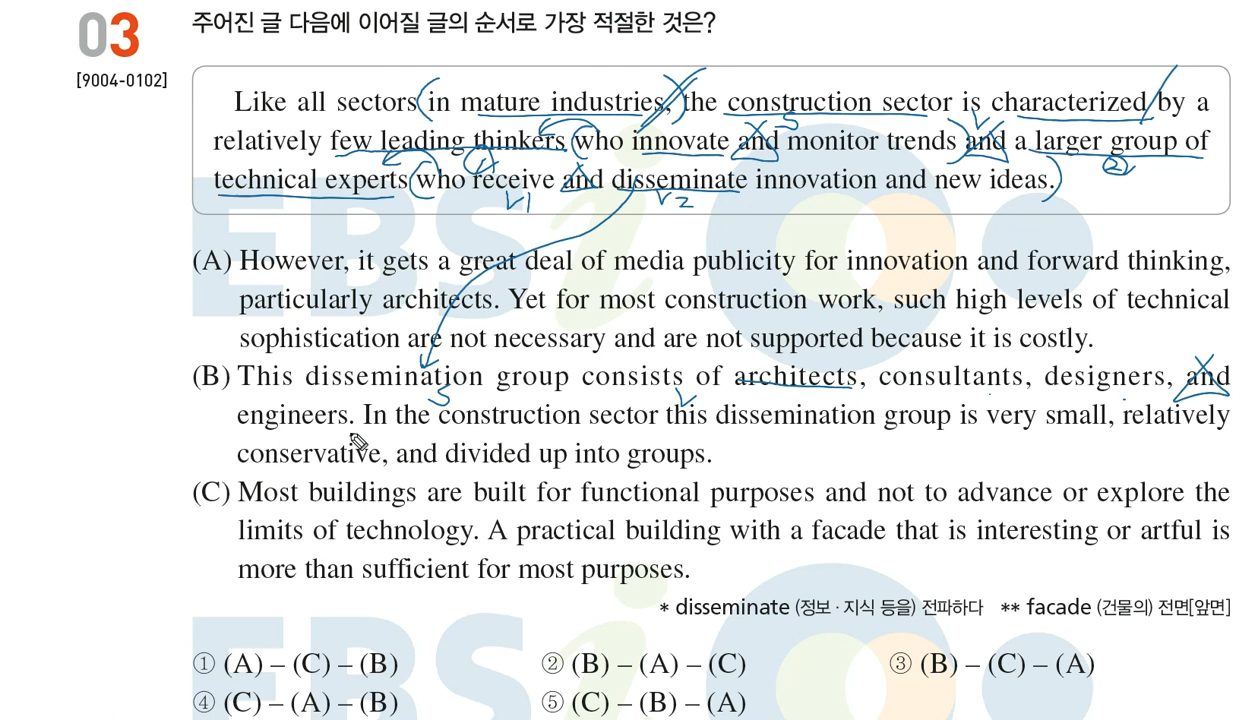 03
주어진 글 다음에 이어질 글의 순서로 가장 적절한 것은?
[9004-0102]
Like all sectors in mature industries, the construction sector is characterized by a
relatively few leading thinkers who innovate and monitor trends and a larger group of
technical experts who receive and disseminate innovation and new ideas.
S
V
①
②
V1
V2
(A) However, it gets a great deal of media publicity for innovation and forward thinking,
particularly architects. Yet for most construction work, such high levels of technical
sophistication are not necessary and are not supported because it is costly.
(B) This dissemination group consists of architects, consultants, designers, and
S
V
engineers. In the construction sector this dissemination group is very small, relatively
conservative, and divided up into groups.
(C) Most buildings are built for functional purposes and not to advance or explore the
limits of technology. A practical building with a facade that is interesting or artful is
more than sufficient for most purposes.
* disseminate (정보 · 지식 등을) 전파하다 ** facade (건물의) 전면[앞면]
① (A) – (C) – (B) ② (B) – (A) – (C) ③ (B) – (C) – (A)
④ (C) – (A) – (B) ⑤ (C) – (B) – (A)
EBSi
EBSi